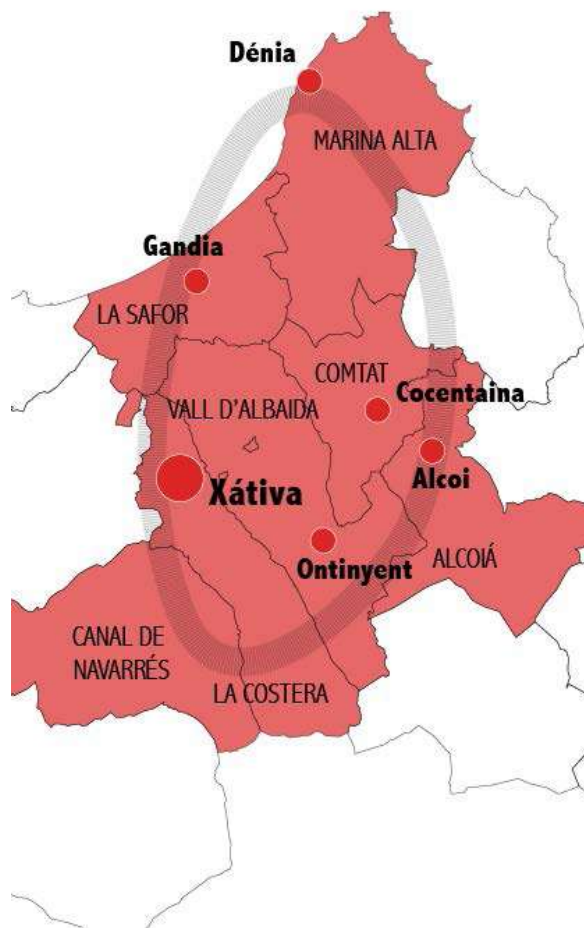 Dénia
MARINA ALTA
Gandia
LA SAFOR
COMTAT
Cocentaina
VALL D'ALBAIDA
Alcoi
Xátiva
Ontinyent
ALCOIÁ
CANAL DE
NAVARRÉS
LA COSTERA